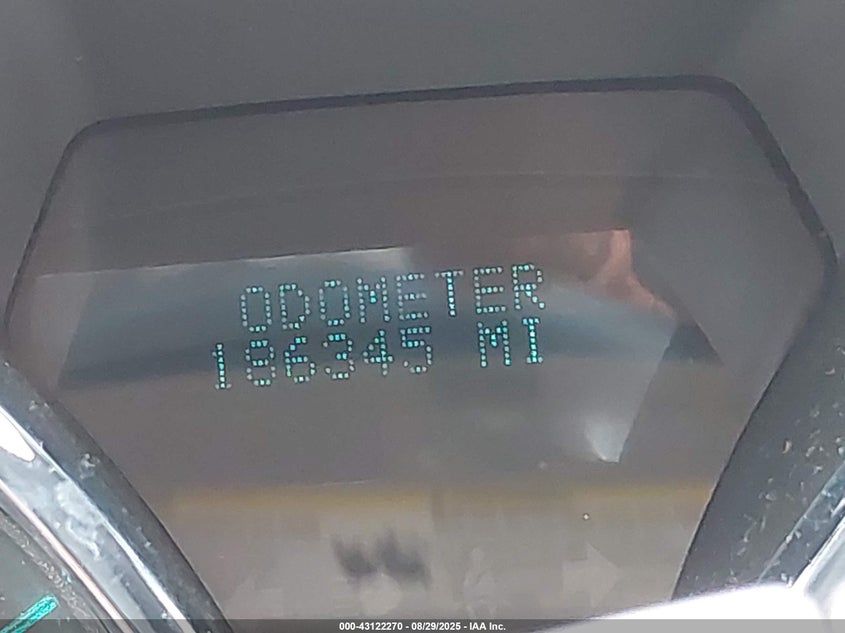 ODOMETER
186345 MI
000-43122270 - 08/29/2025 - IAA Inc.